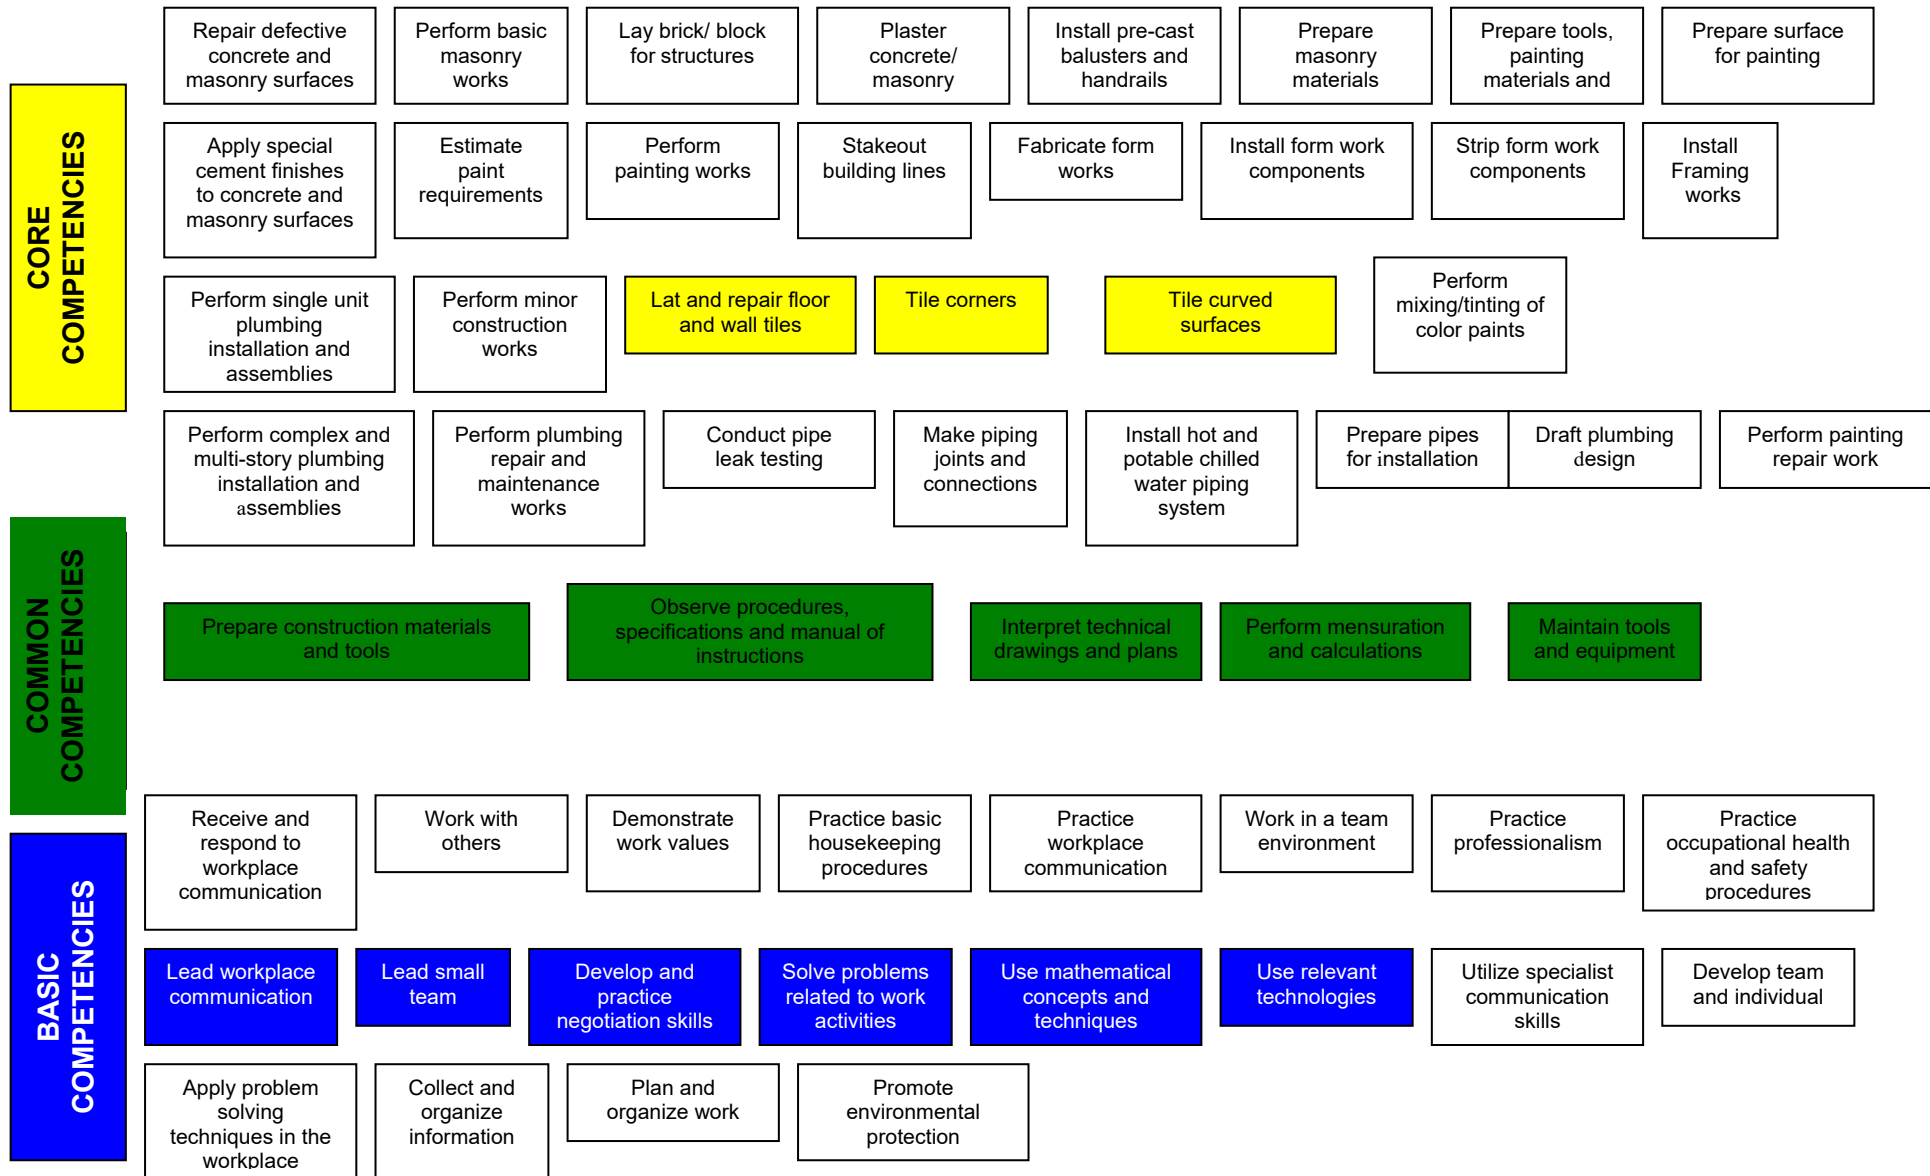 CORE
COMPETENCIES
Repair defective
concrete and
masonry surfaces
Perform basic
masonry
works
Lay brick/ block
for structures
Plaster
concrete/
masonry
Install pre-cast
balusters and
handrails
Prepare
masonry
materials
Prepare tools,
painting
materials and
Prepare surface
for painting
Apply special
cement finishes
to concrete and
masonry surfaces
Estimate
paint
requirements
Perform
painting works
Stakeout
building lines
Fabricate form
works
Install form work
components
Strip form work
components
Install
Framing
works
Perform single unit
plumbing
installation and
assemblies
Perform minor
construction
works
Lat and repair floor
and wall tiles
Tile corners
Tile curved
surfaces
Perform
mixing/tinting of
color paints
Perform complex and
multi-story plumbing
installation and
assemblies
Perform plumbing
repair and
maintenance
works
Conduct pipe
leak testing
Make piping
joints and
connections
Install hot and
potable chilled
water piping
system
Prepare pipes
for installation
Draft plumbing
design
Perform painting
repair work
COMMON
COMPETENCIES
Prepare construction materials
and tools
Observe procedures,
specifications and manual of
instructions
Interpret technical
drawings and plans
Perform mensuration
and calculations
Maintain tools
and equipment
BASIC
COMPETENCIES
Receive and
respond to
workplace
communication
Work with
others
Demonstrate
work values
Practice basic
housekeeping
procedures
Practice
workplace
communication
Work in a team
environment
Practice
professionalism
Practice
occupational health
and safety
procedures
Lead workplace
communication
Lead small
team
Develop and
practice
negotiation skills
Solve problems
related to work
activities
Use mathematical
concepts and
techniques
Use relevant
technologies
Utilize specialist
communication
skills
Develop team
and individual
Apply problem
solving
techniques in the
workplace
Collect and
organize
information
Plan and
organize work
Promote
environmental
protection